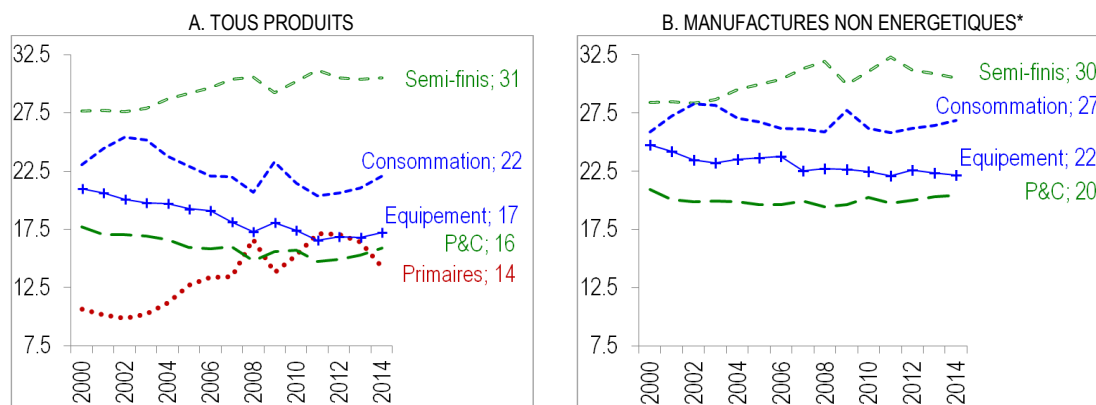 A. TOUS PRODUITS
32.5
27.5
22.5
17.5
12.5
7.5
Semi-finis; 31
Consommation; 22
Equipement; 17
P&C; 16
Primaires; 14
2000
2002
2004
2006
2008
2010
2012
2014
B. MANUFACTURES NON ENERGETIQUES*
32.5
27.5
22.5
17.5
12.5
7.5
Semi-finis; 30
Consommation; 27
Equipement; 22
P&C; 20
2000
2002
2004
2006
2008
2010
2012
2014